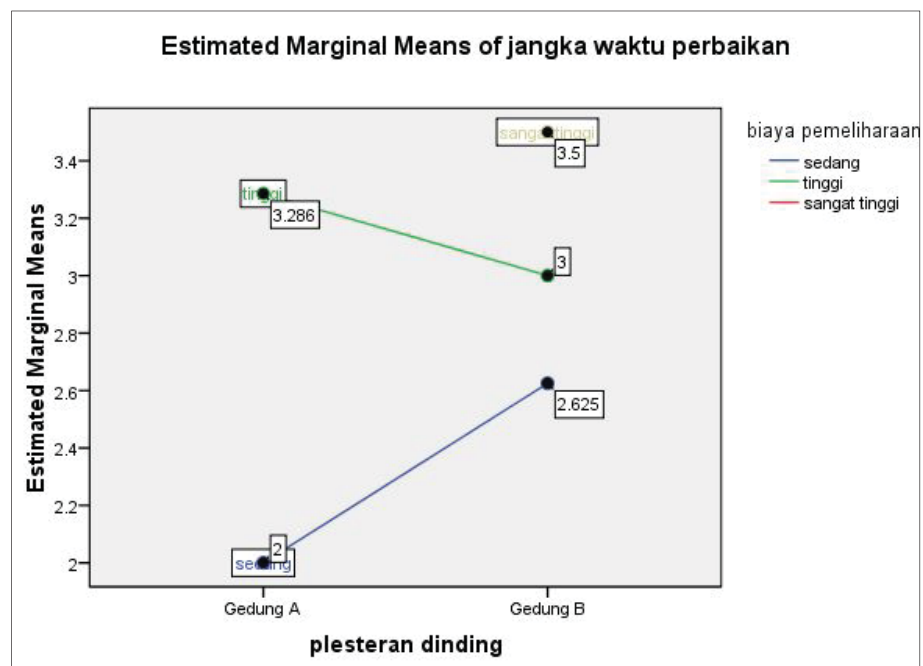 Estimated Marginal Means of jangka waktu perbaikan
biaya pemeliharaan
sedang
tinggi
sangat tinggi
Estimated Marginal Means
3.4
3.2
3
2.8
2.6
2.4
2.2
2
sangat tinggi
3.5
tinggi
3.286
3
2.625
2
sedang
Gedung A
Gedung B
plesteran dinding